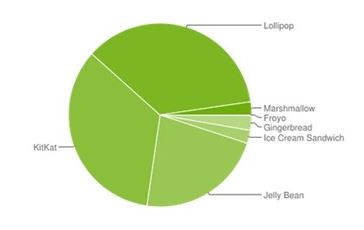 Lollipop
Marshmallow
Froyo
Gingerbread
Ice Cream Sandwich
KitKat
Jelly Bean